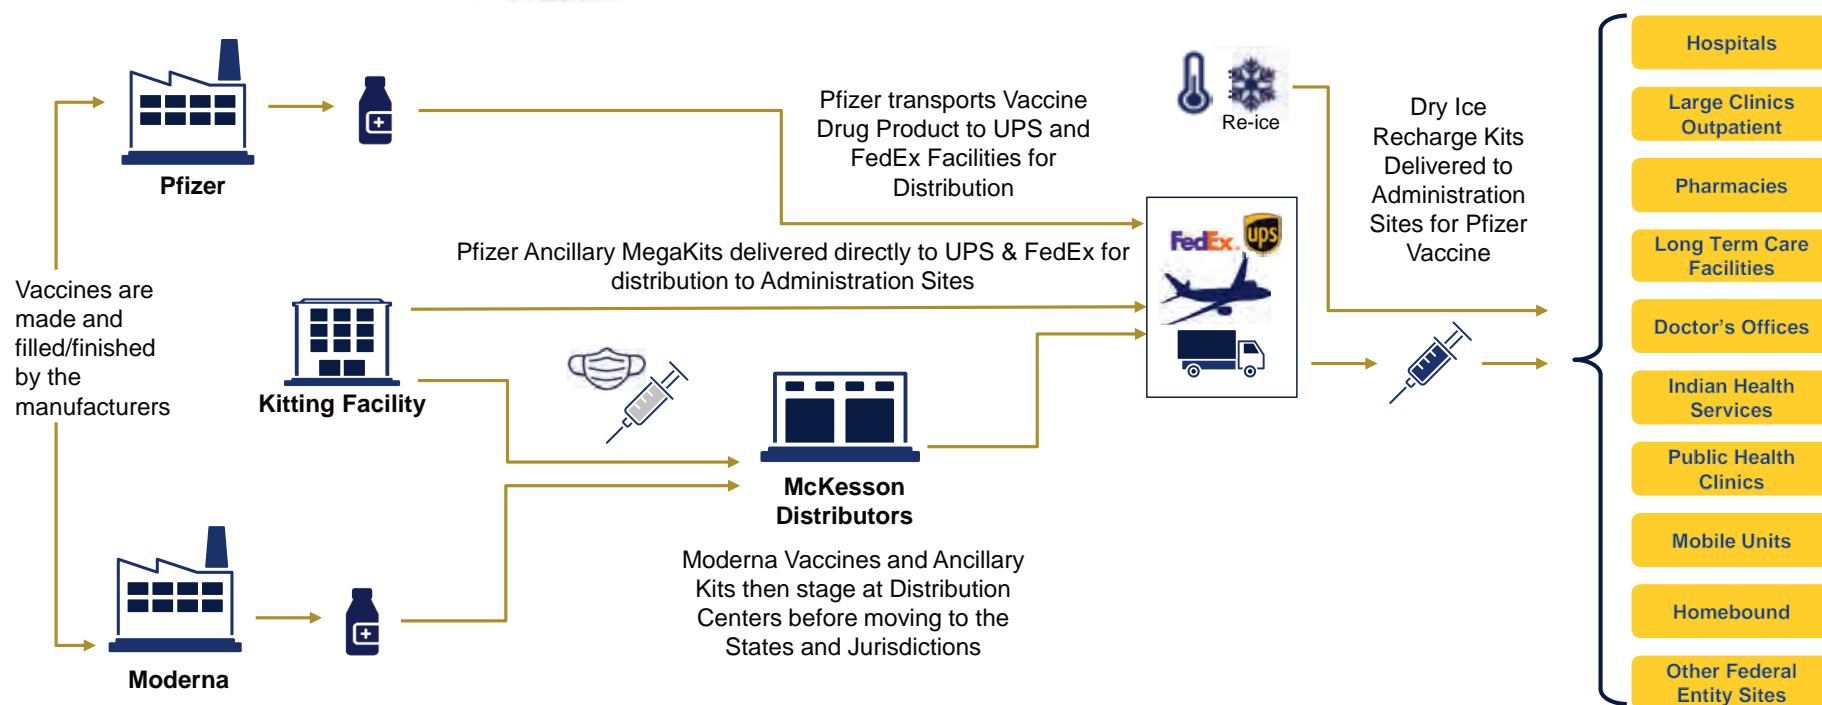 Vaccines are
made and
filled/finished
by the
manufacturers
Pfizer
Pfizer transports Vaccine
Drug Product to UPS and
FedEx Facilities for
Distribution
Re-ice
Dry Ice
Recharge Kits
Delivered to
Administration
Sites for Pfizer
Vaccine
Pfizer Ancillary MegaKits delivered directly to UPS & FedEx for
distribution to Administration Sites
FedEx
ups
Kitting Facility
McKesson
Distributors
Moderna Vaccines and Ancillary
Kits then stage at Distribution
Centers before moving to the
States and Jurisdictions
Moderna
Hospitals
Large Clinics
Outpatient
Pharmacies
Long Term Care
Facilities
Doctor's Offices
Indian Health
Services
Public Health
Clinics
Mobile Units
Homebound
Other Federal
Entity Sites